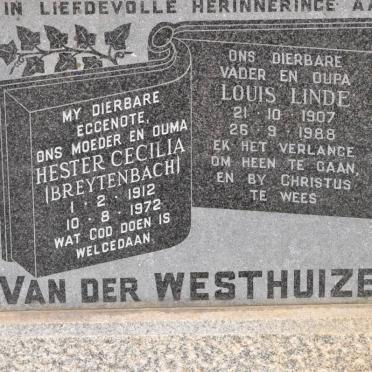 IN LIEFDEVOLLE HERINNERINGE AA
MY DIERBARE
EGGENOTE,
ONS MOEDER EN OUMA
HESTER CECILIA
(BREYTENBACH)
1 · 2 · 1912
10 · 8 · 1972
WAT GOD DOEN IS
WELGEDAAN.
ONS DIERBARE
VADER EN OUPA
LOUIS LINDE
21 · 10 · 1907
26 · 9 · 1988
EK HET VERLANGE
OM HEEN TE GAAN,
EN BY CHRISTUS
TE WEES
VAN DER WESTHUIZE